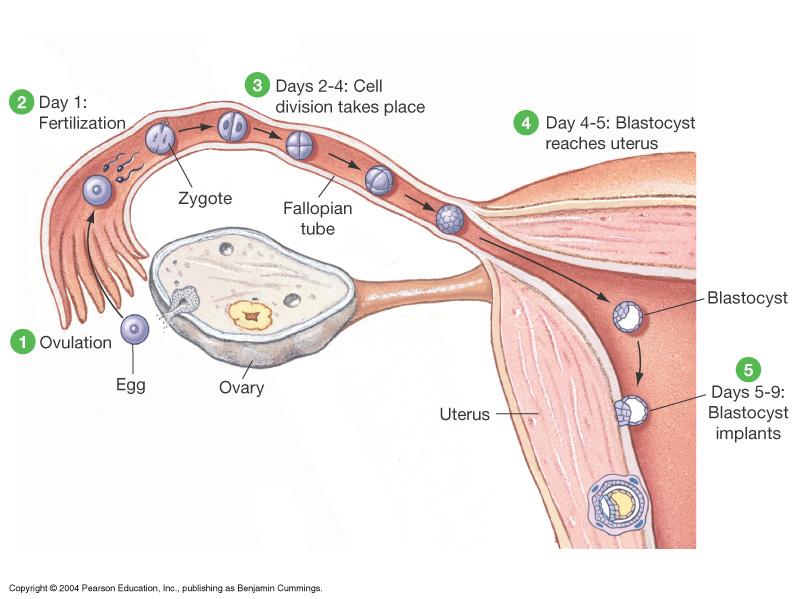 1 Ovulation
Egg
2 Day 1:
Fertilization
Zygote
3 Days 2-4: Cell
division takes place
Fallopian
tube
4 Day 4-5: Blastocyst
reaches uterus
Blastocyst
5
Days 5-9:
Blastocyst
implants
Ovary
Uterus
Copyright © 2004 Pearson Education, Inc., publishing as Benjamin Cummings.